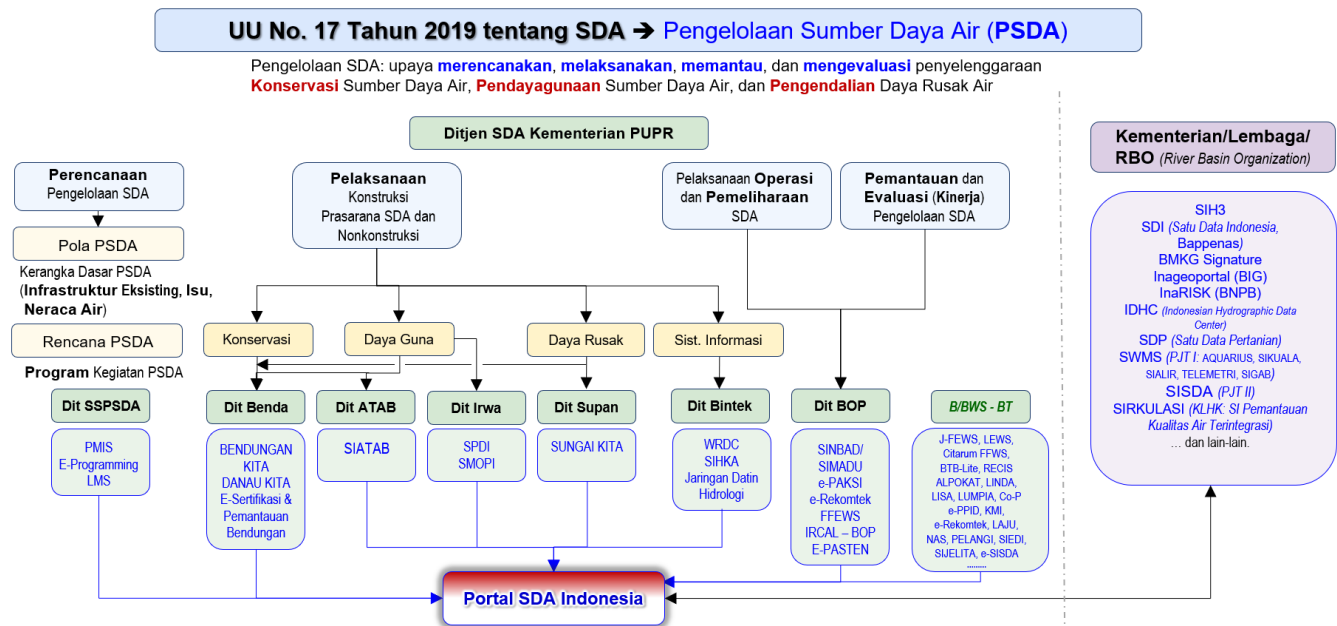 UU No. 17 Tahun 2019 tentang SDA ➔ Pengelolaan Sumber Daya Air (PSDA)
Pengelolaan SDA: upaya merencanakan, melaksanakan, memantau, dan mengevaluasi penyelenggaraan
Konservasi Sumber Daya Air, Pendayagunaan Sumber Daya Air, dan Pengendalian Daya Rusak Air
Ditjen SDA Kementerian PUPR
Perencanaan
Pengelolaan SDA
Pola PSDA
Kerangka Dasar PSDA
(Infrastruktur Eksisting, Isu,
Neraca Air)
Rencana PSDA
Program Kegiatan PSDA
Pelaksanaan
Konstruksi
Prasarana SDA dan
Nonkonstruksi
Pelaksanaan Operasi
dan Pemeliharaan
SDA
Pemantauan dan
Evaluasi (Kinerja)
Pengelolaan SDA
Konservasi
Daya Guna
Daya Rusak
Sist. Informasi
Dit SSPSDA
PMIS
E-Programming
LMS
Dit Benda
BENDUNGAN
KITA
DANAU KITA
E-Sertifikasi &
Pemantauan
Bendungan
Dit ATAB
SIATAB
Dit Irwa
SPDI
SMOPI
Dit Supan
SUNGAI KITA
Dit Bintek
WRDC
SIHKA
Jaringan Datin
Hidrologi
Dit BOP
SINBAD/
SIMADU
e-PAKSI
e-Rekomtek
FFEWS
IRCAL – BOP
E-PASTEN
B/BWS - BT
J-FEWS, LEWS,
Citarum FFWS,
BTB-Lite, RECIS
ALPOKAT, LINDA,
LISA, LUMPIA, Co-P
e-PPID, KMI,
e-Rekomtek, LAJU,
NAS, PELANGI, SIEDI,
SIJELITA, e-SISDA
.........
Portal SDA Indonesia
Kementerian/Lembaga/
RBO (River Basin Organization)
SIH3
SDI (Satu Data Indonesia,
Bappenas)
BMKG Signature
Inageoportal (BIG)
InaRISK (BNPB)
IDHC (Indonesian Hydrographic Data
Center)
SDP (Satu Data Pertanian)
SWMS (PJT I: AQUARIUS, SIKUALA,
SIALIR, TELEMETRI, SIGAB)
SISDA (PJT II)
SIRKULASI (KLHK: SI Pemantauan
Kualitas Air Terintegrasi)
… dan lain-lain.